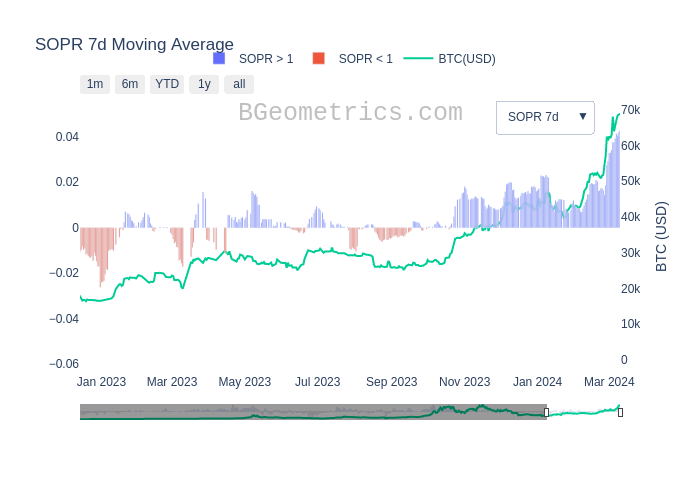 SOPR 7d Moving Average
SOPR > 1 SOPR < 1 BTC(USD)
1m 6m YTD 1y all
BGeometrics.com
SOPR 7d ▼
0.04
0.02
0
−0.02
−0.04
−0.06
70k
60k
50k
40k
30k
20k
10k
0
BTC (USD)
Jan 2023 Mar 2023 May 2023 Jul 2023 Sep 2023 Nov 2023 Jan 2024 Mar 2024